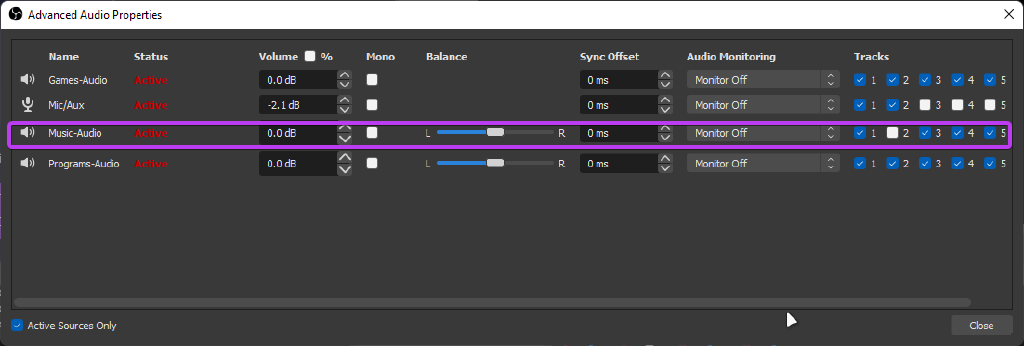 Advanced Audio Properties
Name Status Volume % Mono Balance Sync Offset Audio Monitoring Tracks
Games-Audio Active 0.0 dB 0 ms Monitor Off 1 2 3 4 5
Mic/Aux Active -2.1 dB 0 ms Monitor Off 1 2 3 4 5
Music-Audio Active 0.0 dB L R 0 ms Monitor Off 1 2 3 4 5
Programs-Audio Active 0.0 dB L R 0 ms Monitor Off 1 2 3 4 5
Active Sources Only Close